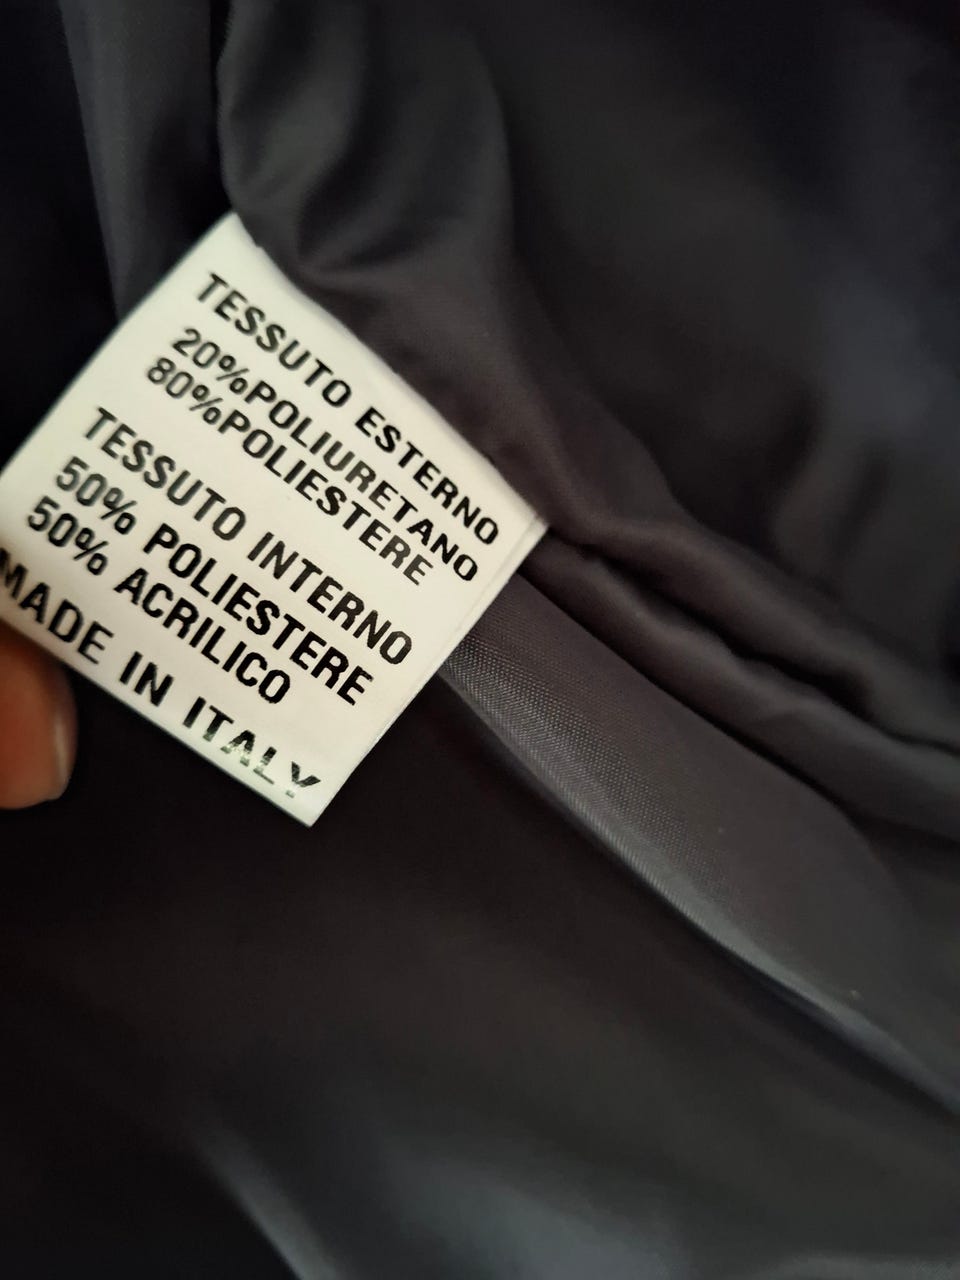 TESSUTO ESTERNO
20%POLIURETANO
80%POLIESTERE
TESSUTO INTERNO
50% POLIESTERE
50% ACRILICO
MADE IN ITALY